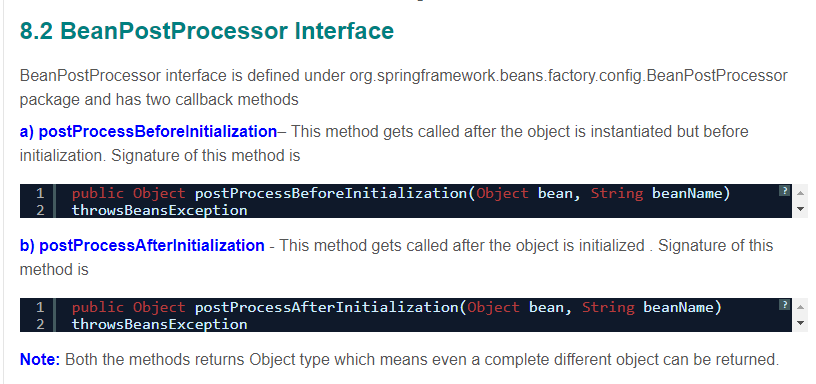 8.2 BeanPostProcessor Interface
BeanPostProcessor interface is defined under org.springframework.beans.factory.config.BeanPostProcessor
package and has two callback methods
a) postProcessBeforeInitialization– This method gets called after the object is instantiated but before
initialization. Signature of this method is
1 public Object postProcessBeforeInitialization(Object bean, String beanName) ?
2 throwsBeansException
b) postProcessAfterInitialization - This method gets called after the object is initialized . Signature of this
method is
1 public Object postProcessAfterInitialization(Object bean, String beanName) ?
2 throwsBeansException
Note: Both the methods returns Object type which means even a complete different object can be returned.